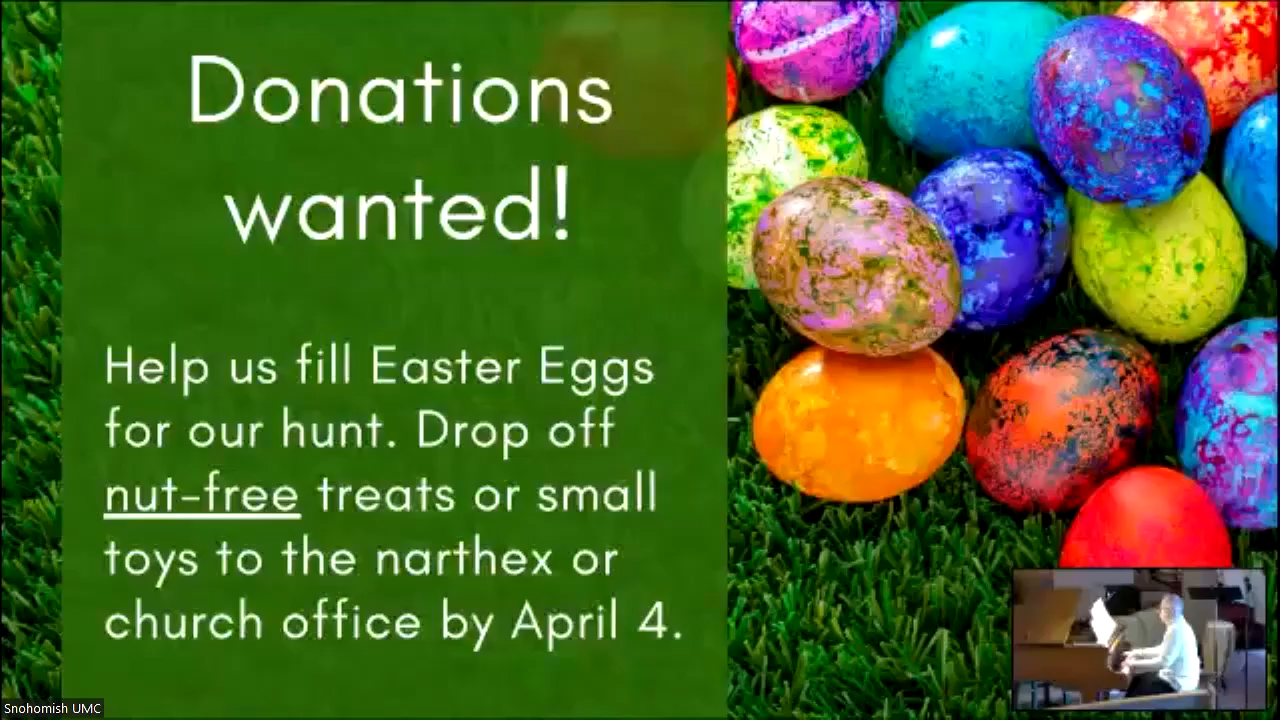 Donations
wanted!
Help us fill Easter Eggs
for our hunt. Drop off
nut-free treats or small
toys to the narthex or
church office by April 4.
Snohomish UMC